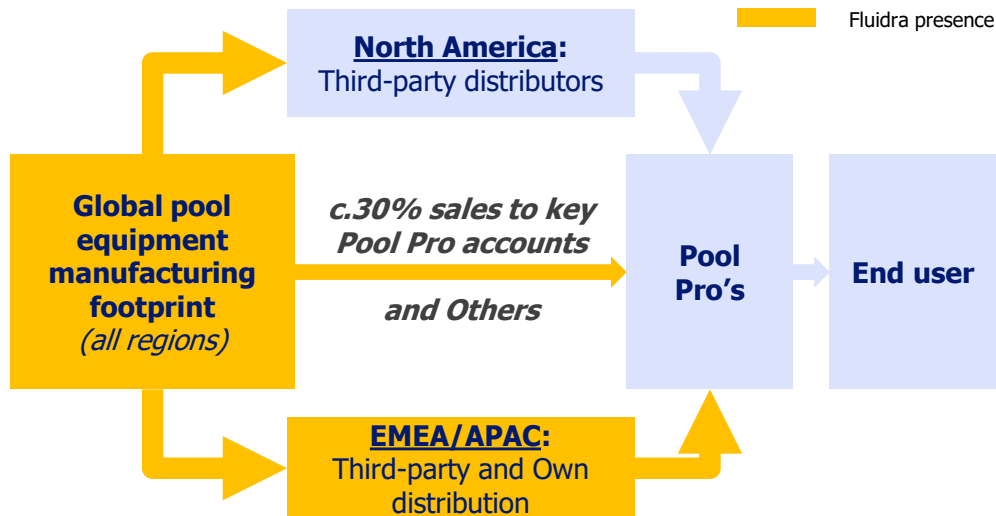 Fluidra presence
North America:
Third-party distributors
Global pool
equipment
manufacturing
footprint
(all regions)
c.30% sales to key
Pool Pro accounts
and Others
Pool
Pro’s
End user
EMEA/APAC:
Third-party and Own
distribution